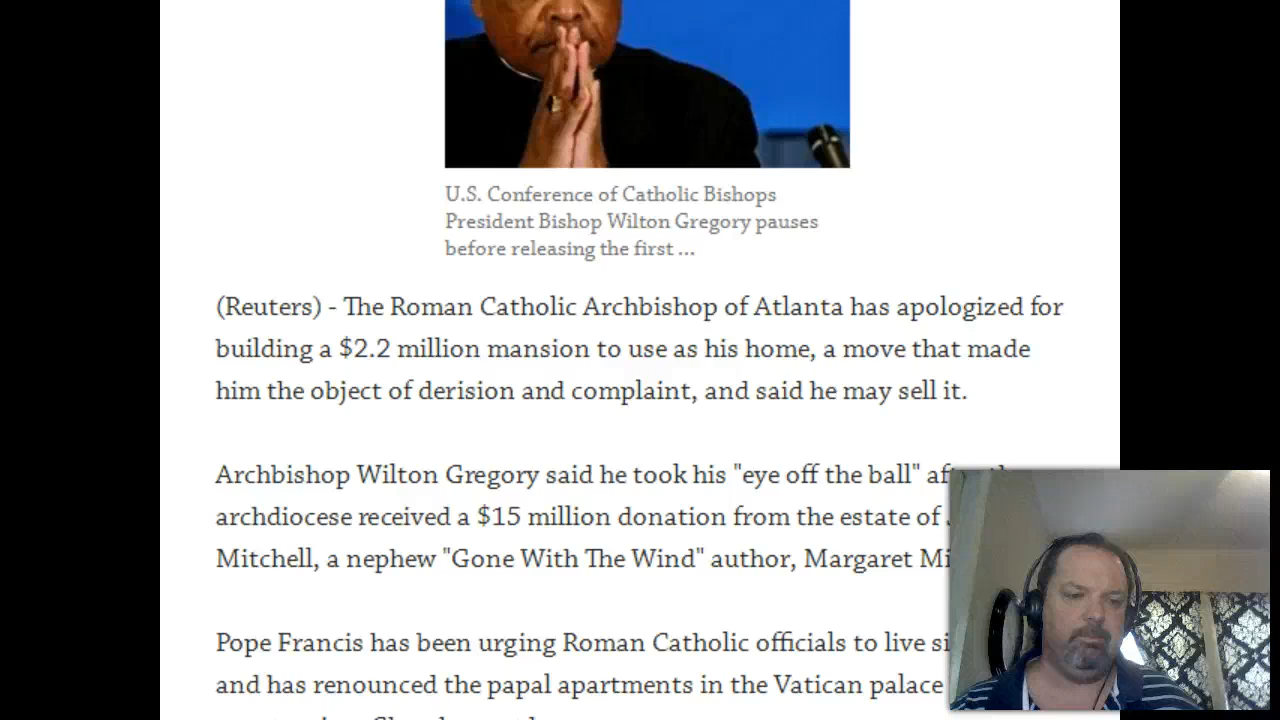 U.S. Conference of Catholic Bishops
President Bishop Wilton Gregory pauses
before releasing the first ...
(Reuters) - The Roman Catholic Archbishop of Atlanta has apologized for
building a $2.2 million mansion to use as his home, a move that made
him the object of derision and complaint, and said he may sell it.
Archbishop Wilton Gregory said he took his "eye off the ball"
archdiocese received a $15 million donation from the estate of
Mitchell, a nephew "Gone With The Wind" author, Margaret
Pope Francis has been urging Roman Catholic officials to live
and has renounced the papal apartments in the Vatican palace